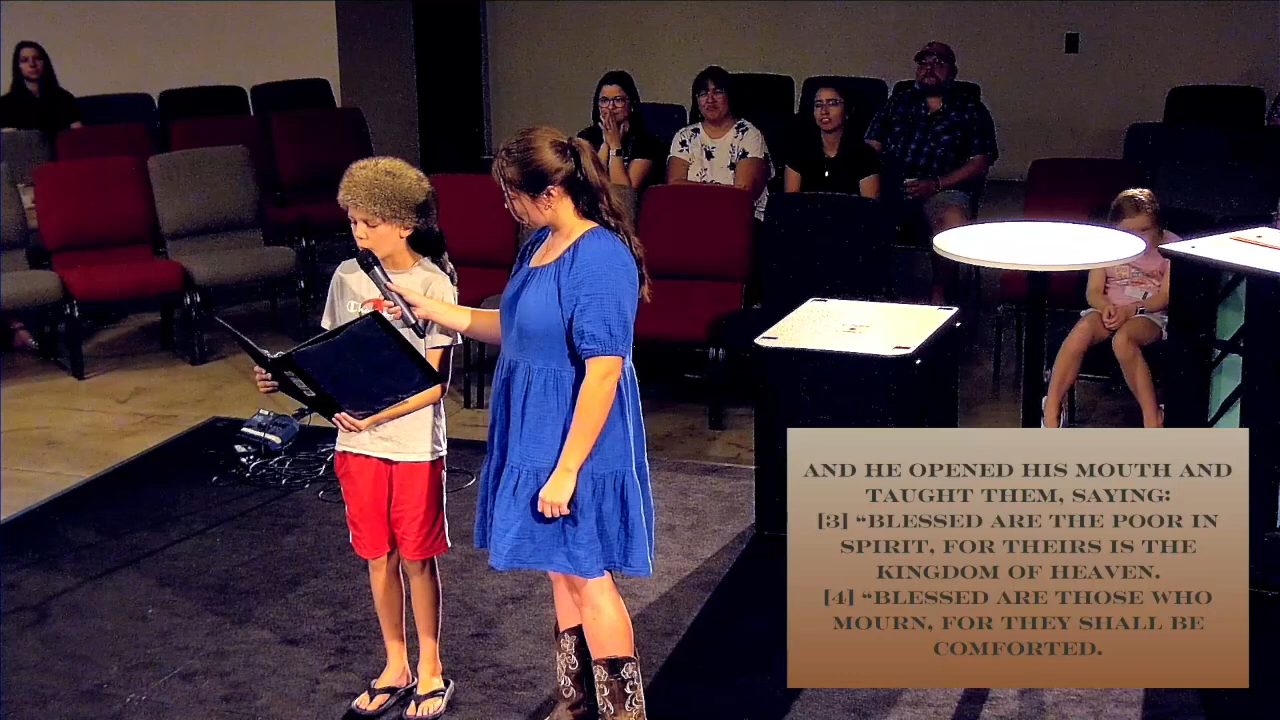 AND HE OPENED HIS MOUTH AND
TAUGHT THEM, SAYING:
[3] “BLESSED ARE THE POOR IN
SPIRIT, FOR THEIRS IS THE
KINGDOM OF HEAVEN.
[4] “BLESSED ARE THOSE WHO
MOURN, FOR THEY SHALL BE
COMFORTED.